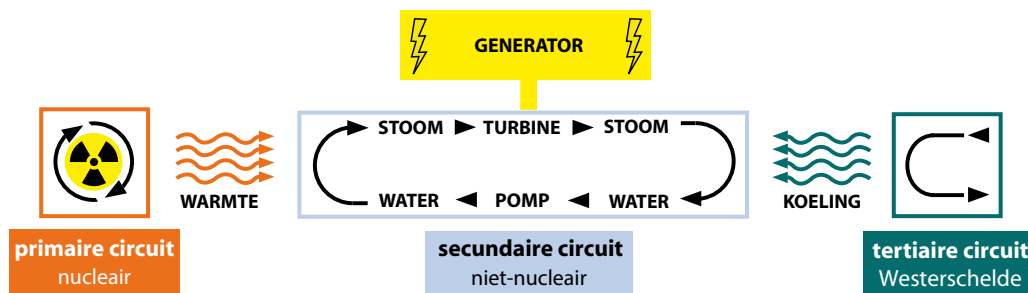 GENERATOR
STOOM TURBINE STOOM
WARMTE
WATER POMP WATER
KOELING
primaire circuit
nucleair
secundaire circuit
niet-nucleair
tertiaire circuit
Westerschelde